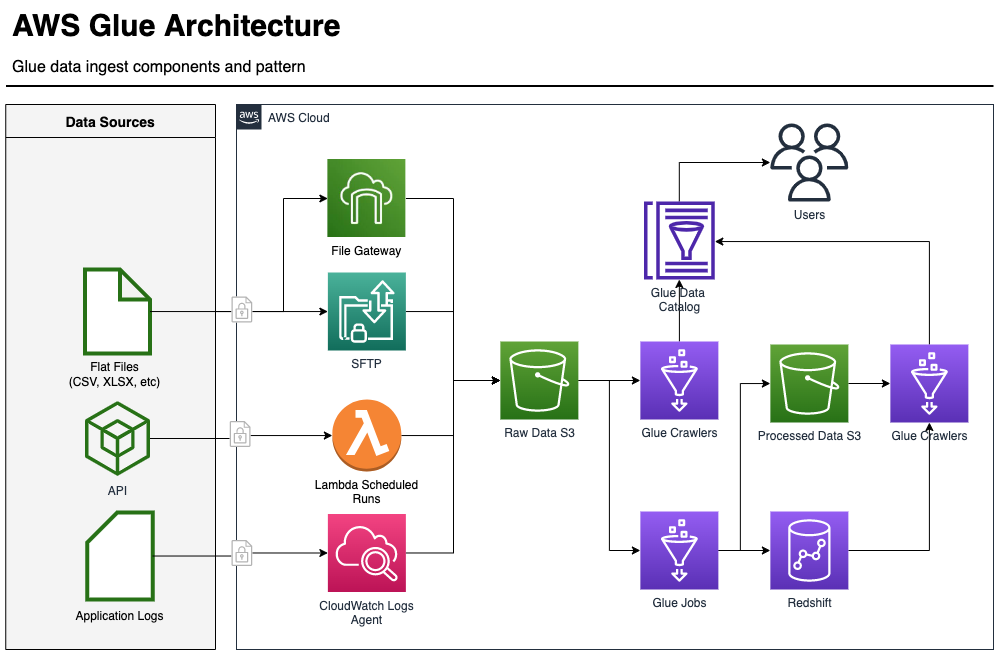 AWS Glue Architecture
Glue data ingest components and pattern
Data Sources
aws
AWS Cloud
Users
File Gateway
Glue Data
Catalog
SFTP
Flat Files
(CSV, XLSX, etc)
Raw Data S3
Glue Crawlers
Processed Data S3
Glue Crawlers
API
Lambda Scheduled
Runs
Application Logs
CloudWatch Logs
Agent
Glue Jobs
Redshift